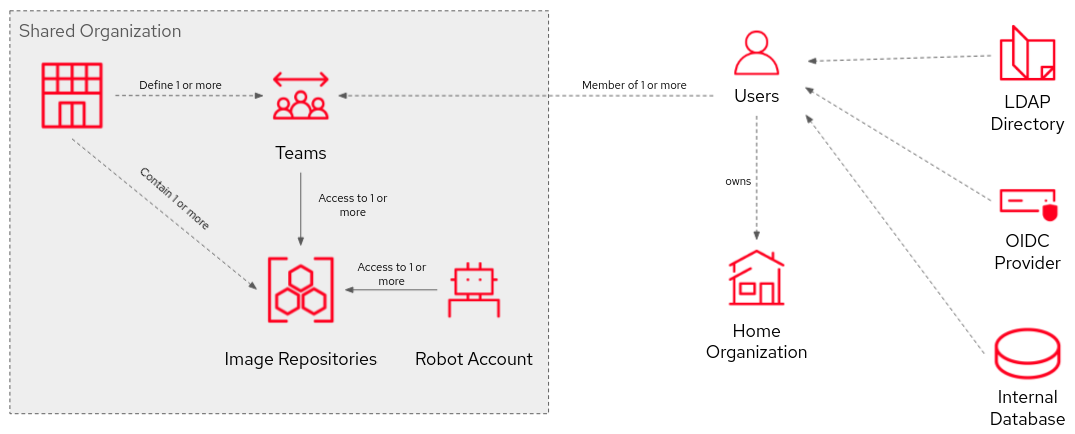 Shared Organization
Define 1 or more
Member of 1 or more
Users
LDAP
Directory
Teams
Contain 1 or more
Access to 1 or
more
owns
OIDC
Provider
Access to 1 or
more
Home
Organization
Image Repositories
Robot Account
Internal
Database